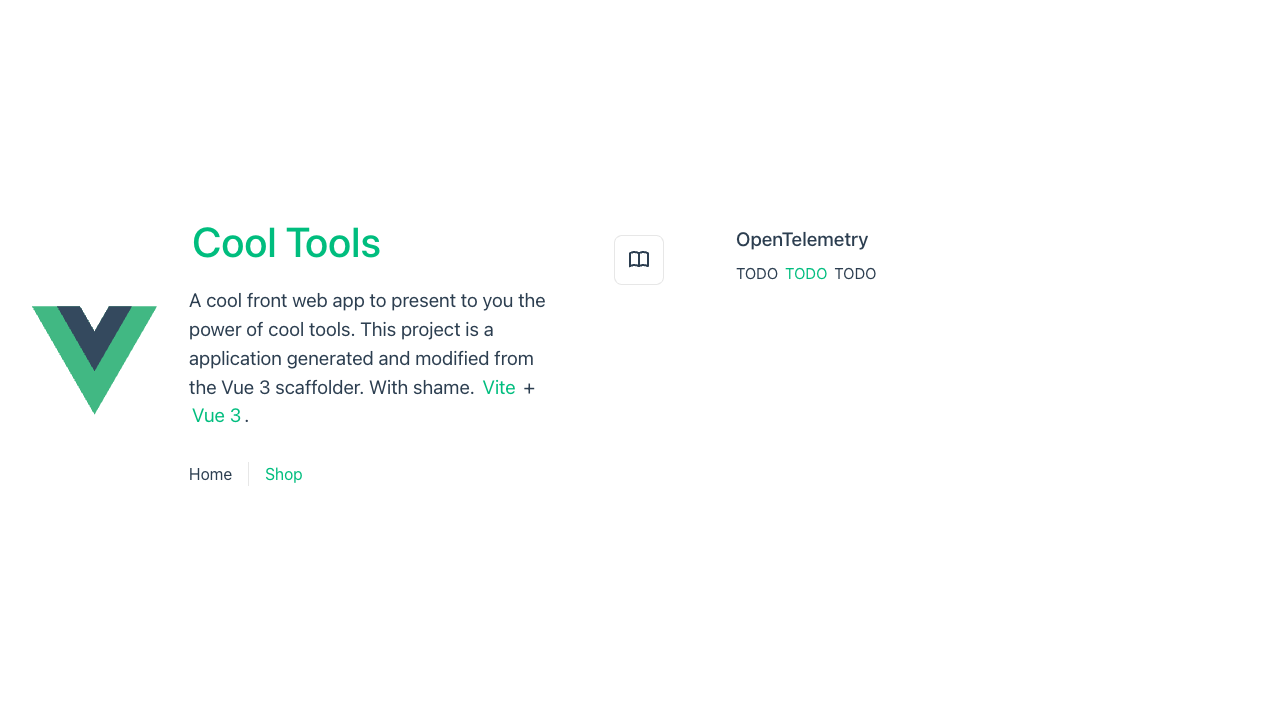 Cool Tools
A cool front web app to present to you the
power of cool tools. This project is a
application generated and modified from
the Vue 3 scaffolder. With shame. Vite +
Vue 3.
Home
Shop
OpenTelemetry
TODO TODO TODO